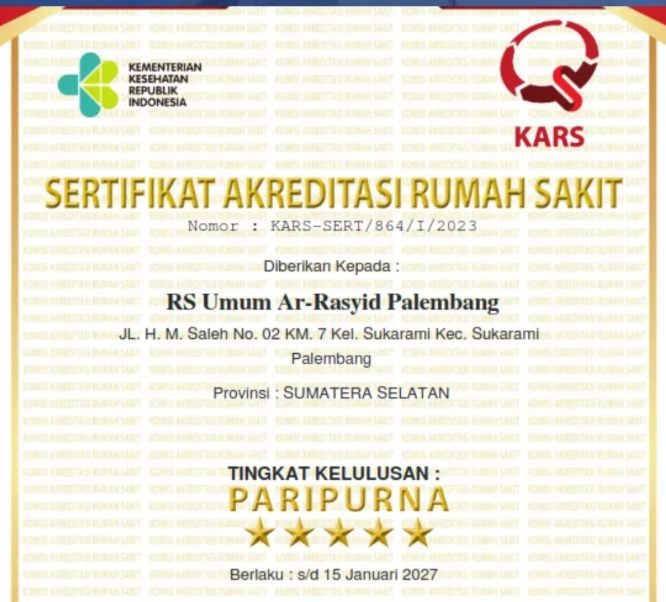 KEMENTERIAN
KESEHATAN
REPUBLIK
INDONESIA
KARS
SERTIFIKAT AKREDITASI RUMAH SAKIT
Nomor : KARS-SERT/864/I/2023
Diberikan Kepada :
RS Umum Ar-Rasyid Palembang
JL. H. M. Saleh No. 02 KM. 7 Kel. Sukarami Kec. Sukarami
Palembang
Provinsi : SUMATERA SELATAN
TINGKAT KELULUSAN :
PARIPURNA
Berlaku : s/d 15 Januari 2027